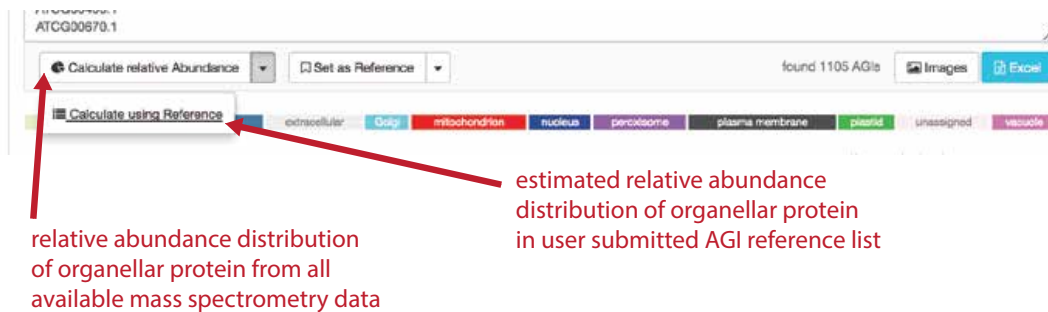 ATCG00670.1
Calculate relative Abundance
Set as Reference
found 1105 AGIs
Images
Excel
Calculate using Reference
extracellular
Golgi
mitochondrion
nucleus
peroxisome
plasma membrane
plastid
unassigned
vacuole
estimated relative abundance
distribution of organellar protein
in user submitted AGI reference list
relative abundance distribution
of organellar protein from all
available mass spectrometry data